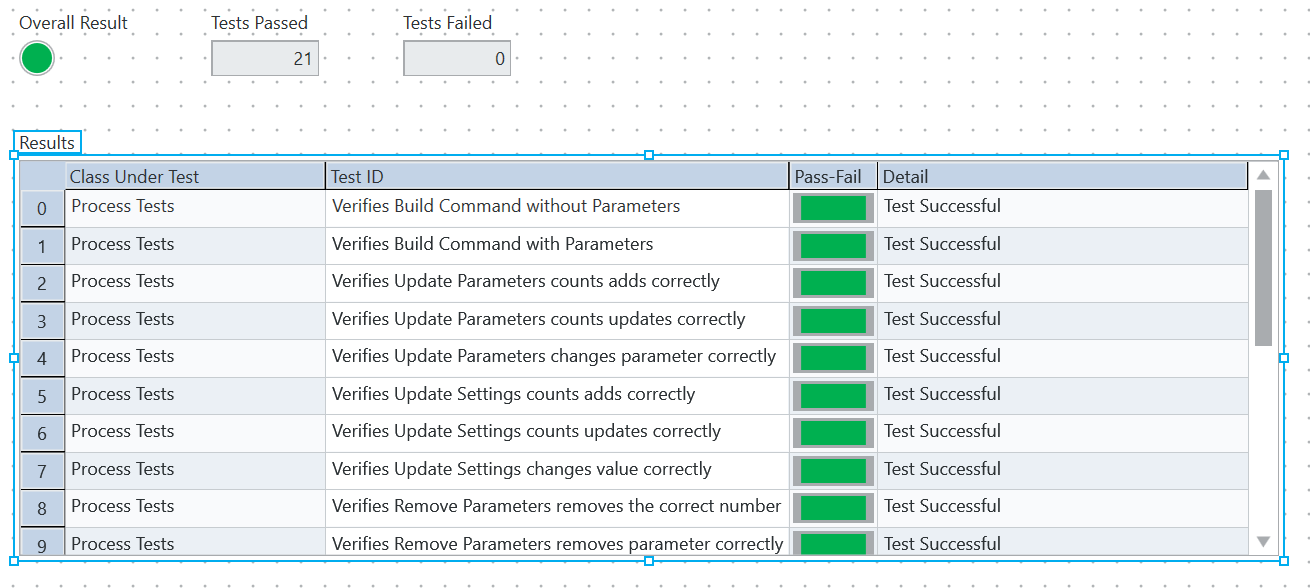 Overall Result Tests Passed Tests Failed
21 0
Results
Class Under Test Test ID Pass-Fail Detail
0 Process Tests Verifies Build Command without Parameters Test Successful
1 Process Tests Verifies Build Command with Parameters Test Successful
2 Process Tests Verifies Update Parameters counts adds correctly Test Successful
3 Process Tests Verifies Update Parameters counts updates correctly Test Successful
4 Process Tests Verifies Update Parameters changes parameter correctly Test Successful
5 Process Tests Verifies Update Settings counts adds correctly Test Successful
6 Process Tests Verifies Update Settings counts updates correctly Test Successful
7 Process Tests Verifies Update Settings changes value correctly Test Successful
8 Process Tests Verifies Remove Parameters removes the correct number Test Successful
9 Process Tests Verifies Remove Parameters removes parameter correctly Test Successful